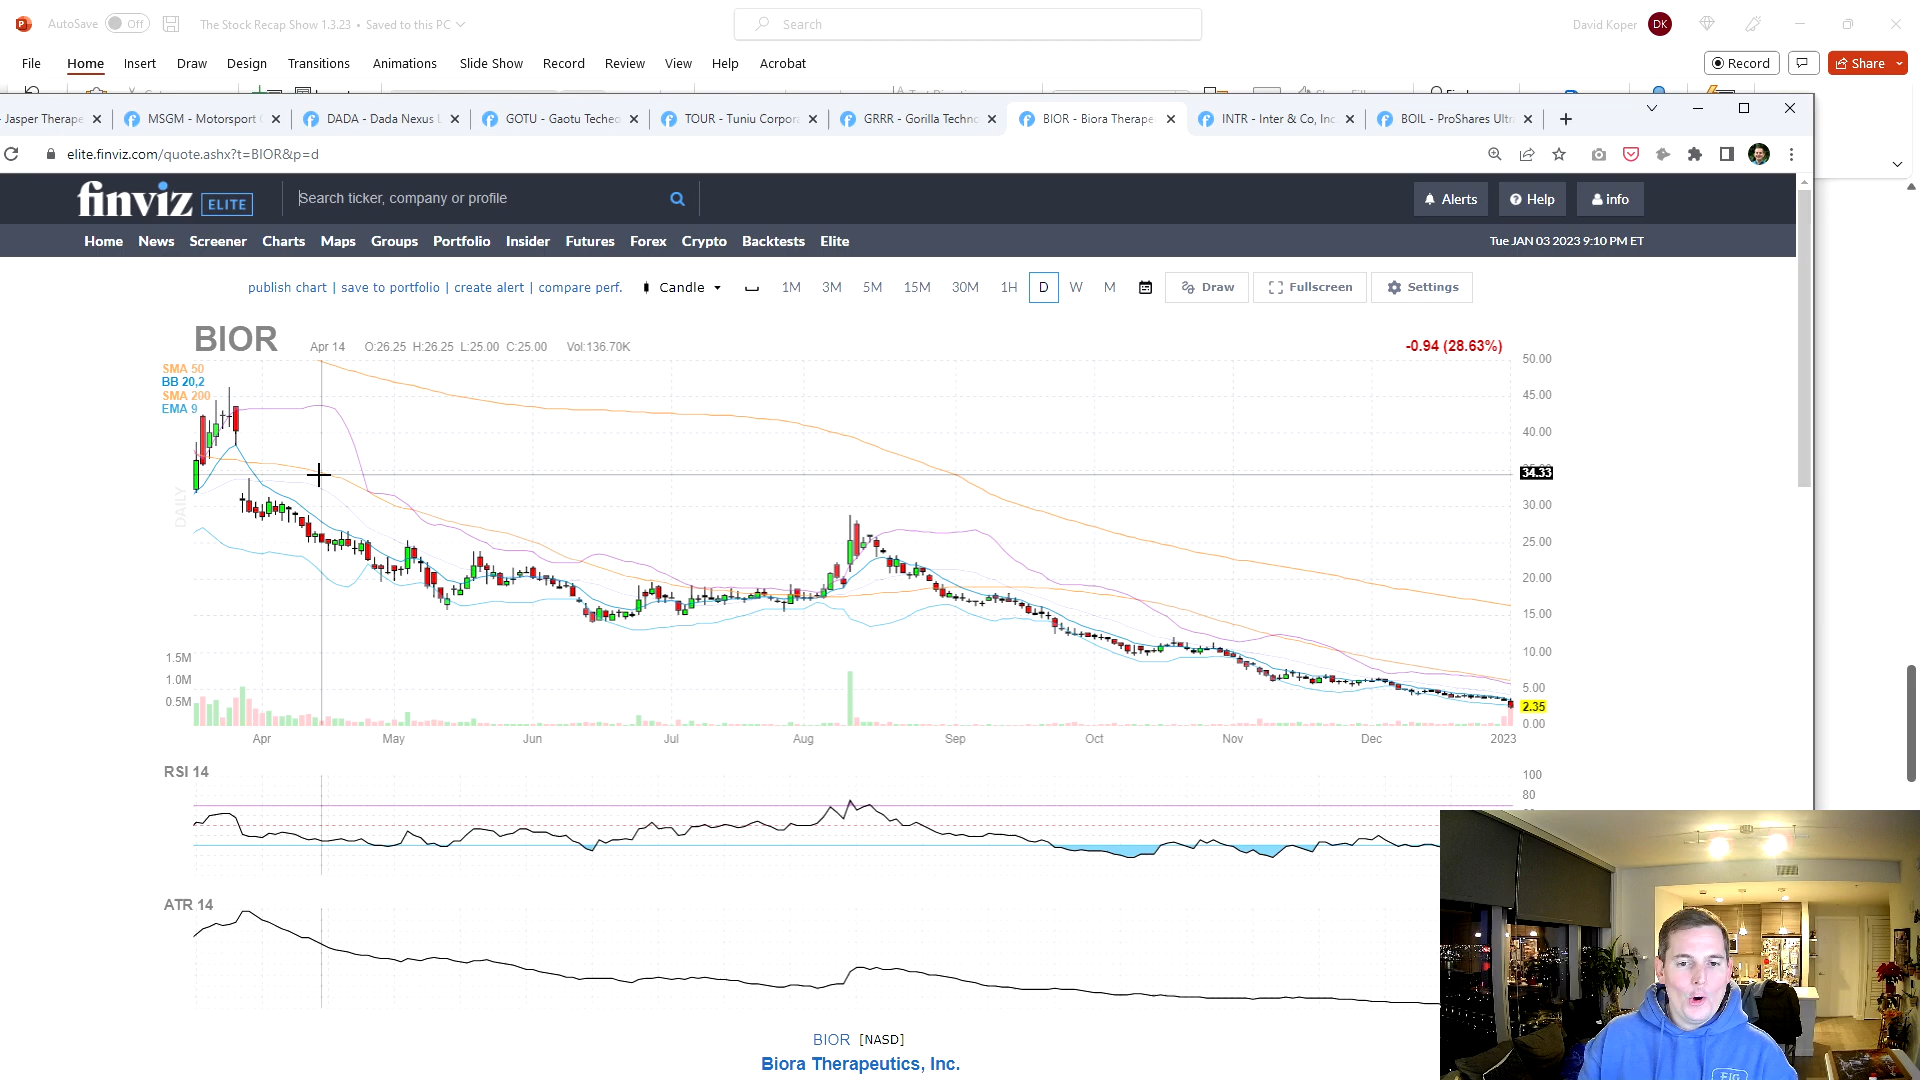 AutoSave Off The Stock Recap Show 1.3.23 • Saved to this PC Search David Koper DK
File Home Insert Draw Design Transitions Animations Slide Show Record Review View Help Acrobat Record Share
Jasper Therape MSGM - Motorsport DADA - Dada Nexus GOTU - Gaotu Techeo TOUR - Tuniu Corpora GRRR - Gorilla Techno BIOR - Biora Therape INTR - Inter & Co, Inc BOIL - ProShares Ultr
elite.finviz.com/quote.ashx?t=BIOR&p=d
finviz ELITE Search ticker, company or profile Alerts Help info
Home News Screener Charts Maps Groups Portfolio Insider Futures Forex Crypto Backtests Elite Tue JAN 03 2023 9:10 PM ET
publish chart | save to portfolio | create alert | compare perf. Candle 1M 3M 5M 15M 30M 1H D W M Draw Fullscreen Settings
BIOR Apr 14 O:26.25 H:26.25 L:25.00 C:25.00 Vol:136.70K -0.94 (28.63%)
SMA 50
BB 20,2
SMA 200
EMA 9
50.00
45.00
40.00
34.33
30.00
25.00
20.00
15.00
10.00
5.00
2.35
0.00
DAILY
1.5M
1.0M
0.5M
Apr May Jun Jul Aug Sep Oct Nov Dec 2023
RSI 14
100
80
ATR 14
BIOR [NASD]
Biora Therapeutics, Inc.